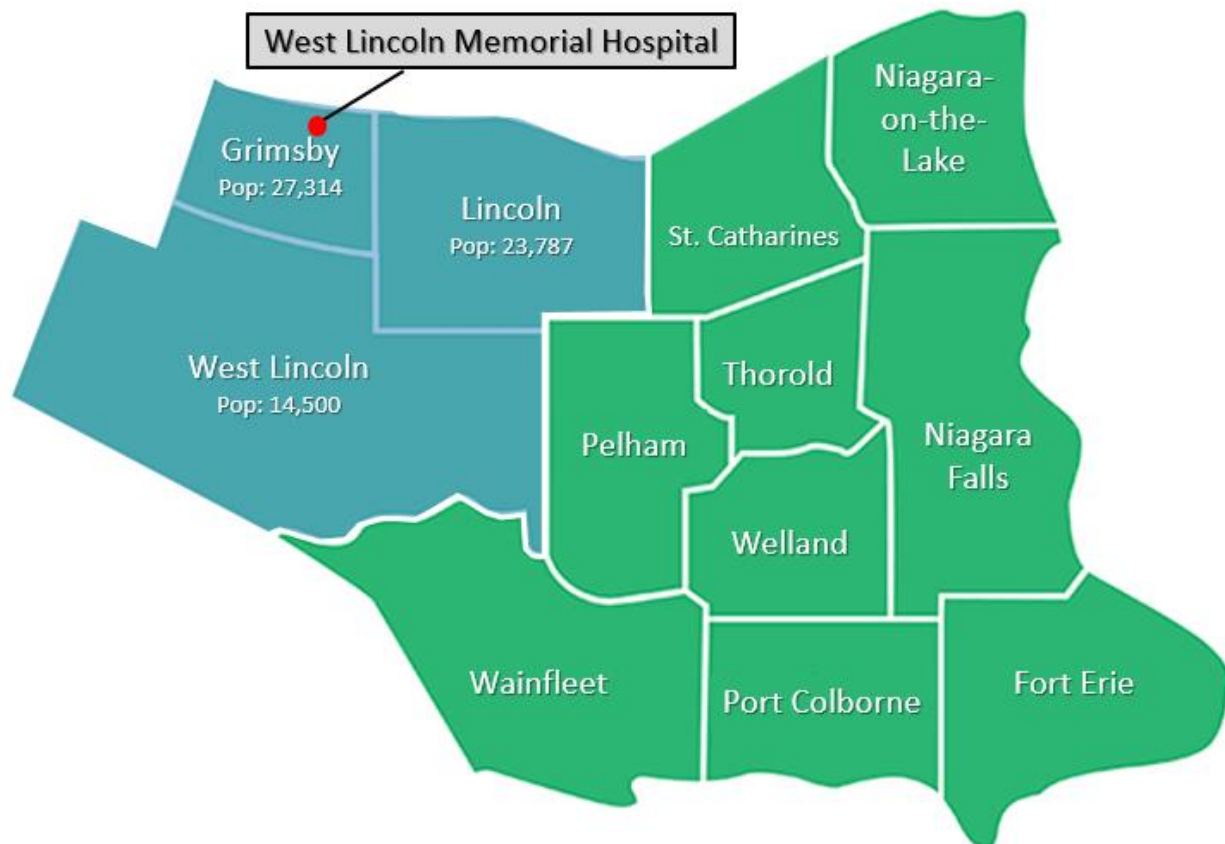 West Lincoln Memorial Hospital
Niagara-
on-the-
Lake
Grimsby
Pop: 27,314
Lincoln
Pop: 23,787
St. Catharines
West Lincoln
Pop: 14,500
Thorold
Pelham
Niagara
Falls
Welland
Wainfleet
Port Colborne
Fort Erie